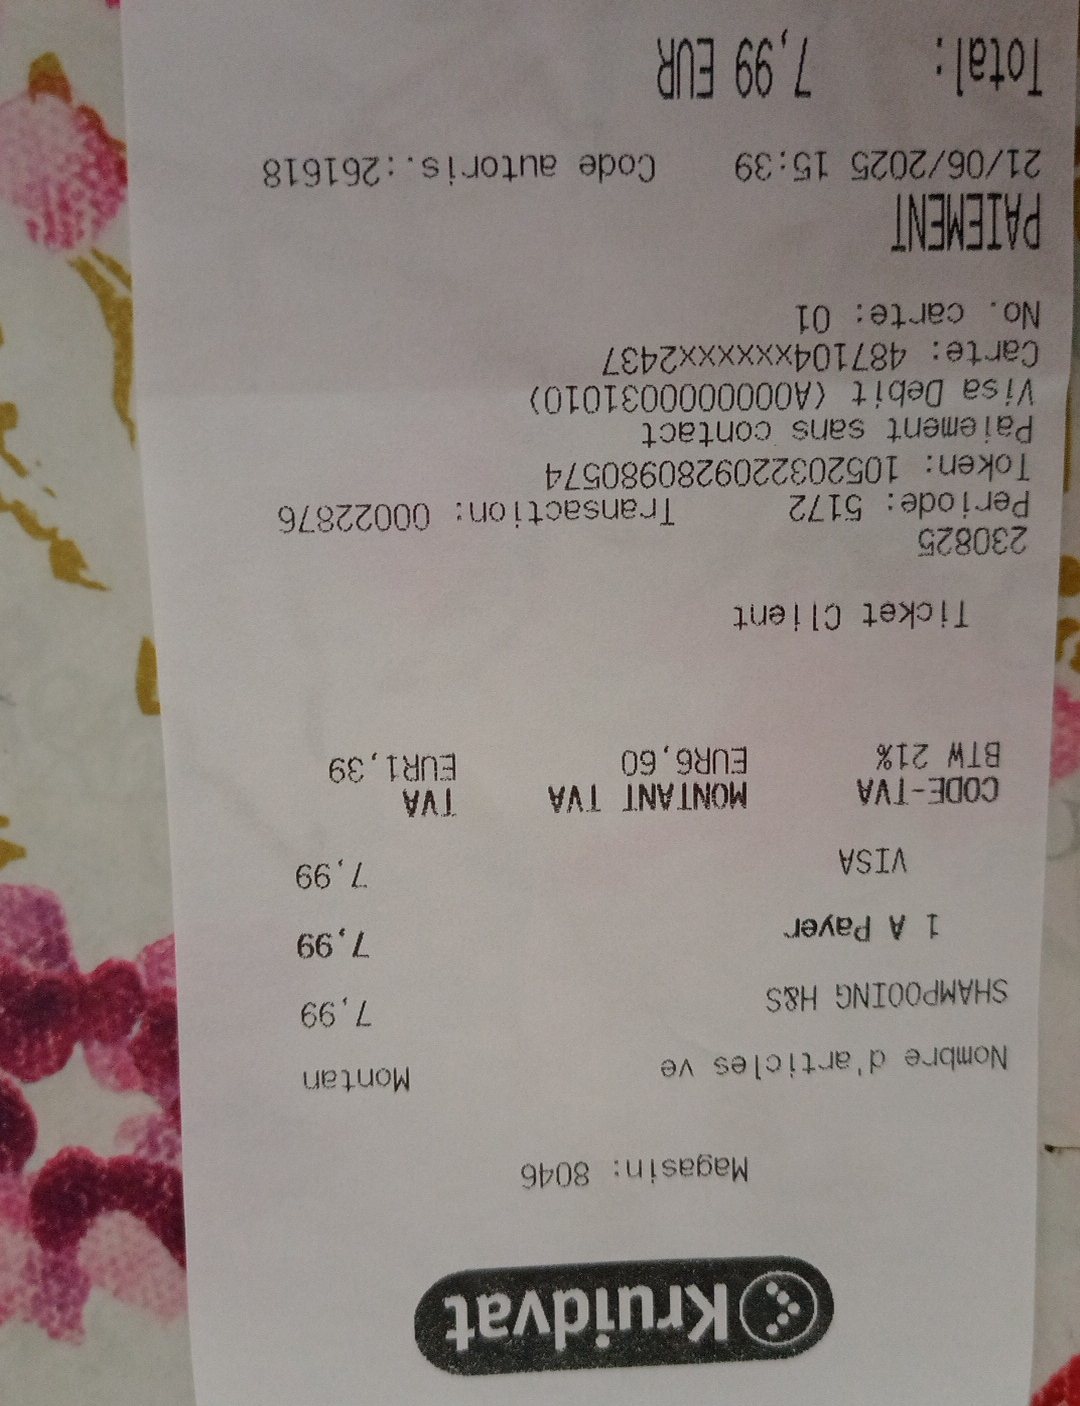 Kruidvat
Magasin: 8046
Nombre d'articles ve Montan
SHAMPOOING H&S 7,99
1 A Payer 7,99
VISA 7,99
CODE-TVA MONTANT TVA TVA
BTW 21% EUR6,60 EUR1,39
Ticket Client
230825
Periode: 5172 Transaction: 00022876
Token: 1052032209280980574
Paiement sans contact
Visa Debit (A0000000031010)
Carte: 487104xxxxxx2437
No. carte: 01
PAIEMENT
21/06/2025 15:39 Code autoris.:261618
Total: 7,99 EUR